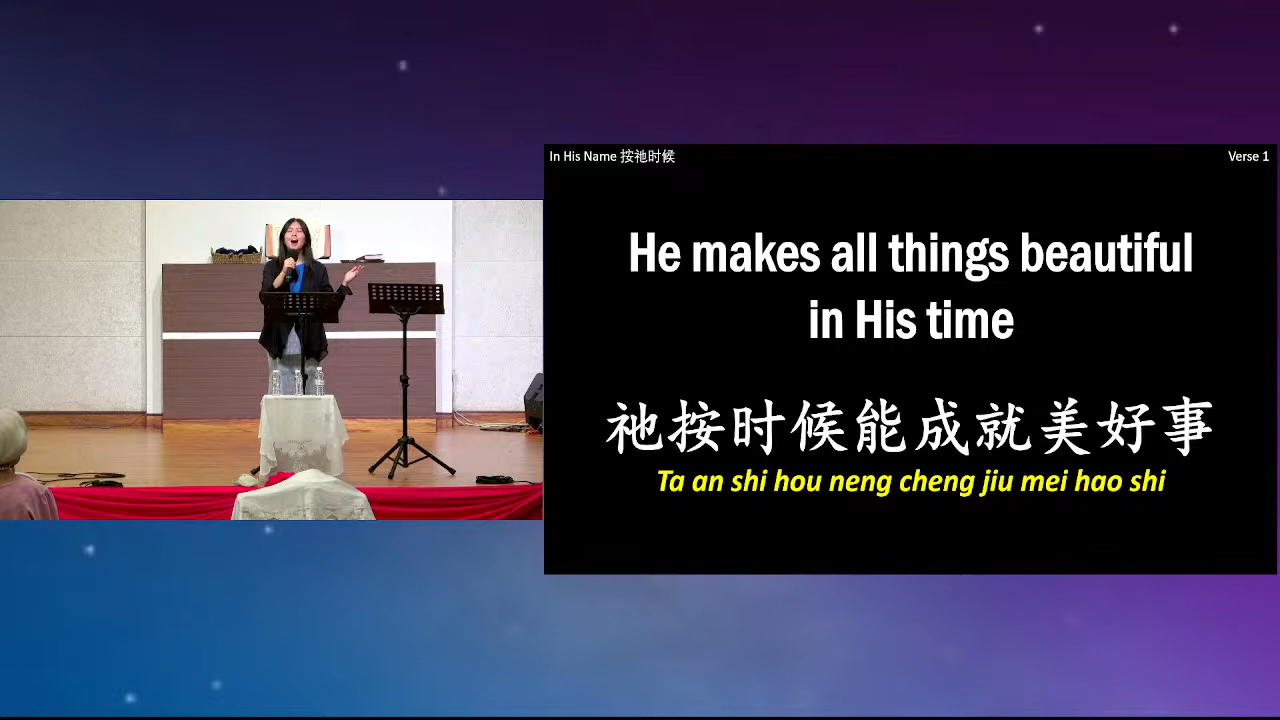 In His Name 按祂时候
Verse 1
He makes all things beautiful
in His time
祂按时候能成就美好事
Ta an shi hou neng cheng jiu mei hao shi